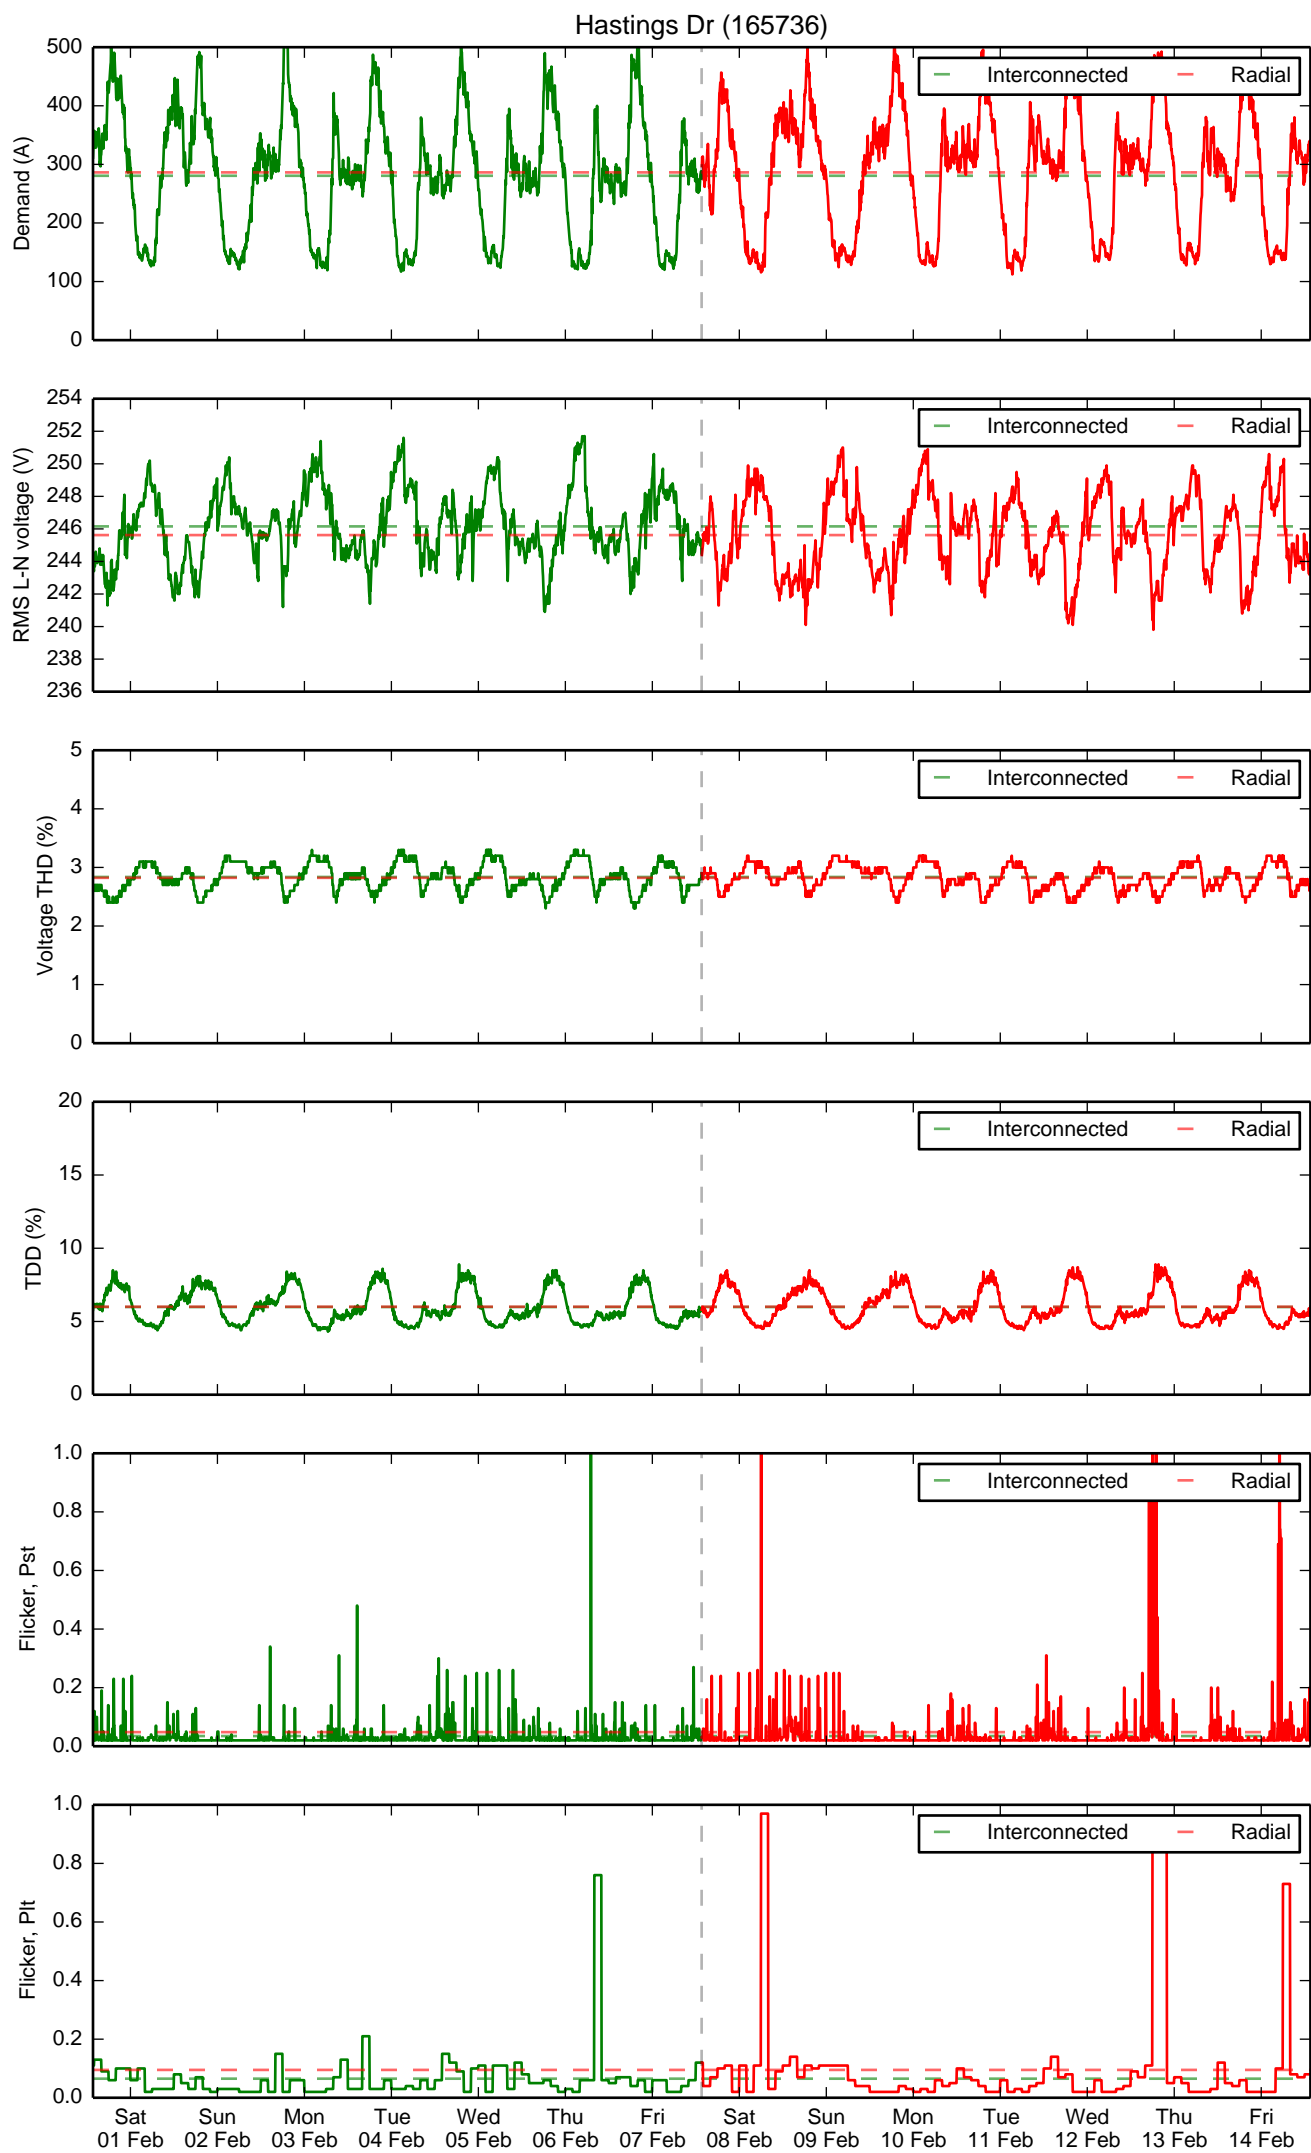 Hastings Dr (165736)
Demand (A)
500
400
300
200
100
0
Interconnected Radial
RMS L-N voltage (V)
254
252
250
248
246
244
242
240
238
236
Interconnected Radial
Voltage THD (%)
5
4
3
2
1
0
Interconnected Radial
TDD (%)
20
15
10
5
0
Interconnected Radial
Flicker, Pst
1.0
0.8
0.6
0.4
0.2
0.0
Interconnected Radial
Flicker, Plt
1.0
0.8
0.6
0.4
0.2
0.0
Interconnected Radial
Sat Sun Mon Tue Wed Thu Fri Sat Sun Mon Tue Wed Thu Fri
01 Feb 02 Feb 03 Feb 04 Feb 05 Feb 06 Feb 07 Feb 08 Feb 09 Feb 10 Feb 11 Feb 12 Feb 13 Feb 14 Feb